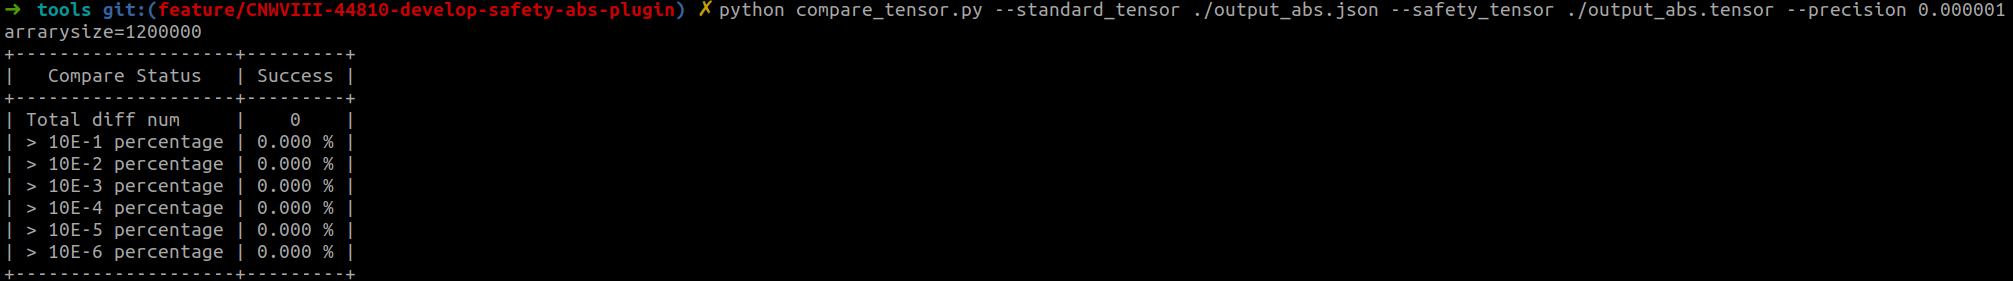 ➜  tools git:(feature/CNNVIII-44810-develop-safety-abs-plugin) ✗ python compare_tensor.py --standard_tensor ./output_abs.json --safety_tensor ./output_abs.tensor --precision 0.000001
arrarysize=1200000
+--------------------+---------+
|   Compare Status   | Success |
+--------------------+---------+
| Total diff num     |    0    |
| > 10E-1 percentage | 0.000 % |
| > 10E-2 percentage | 0.000 % |
| > 10E-3 percentage | 0.000 % |
| > 10E-4 percentage | 0.000 % |
| > 10E-5 percentage | 0.000 % |
| > 10E-6 percentage | 0.000 % |
+--------------------+---------+